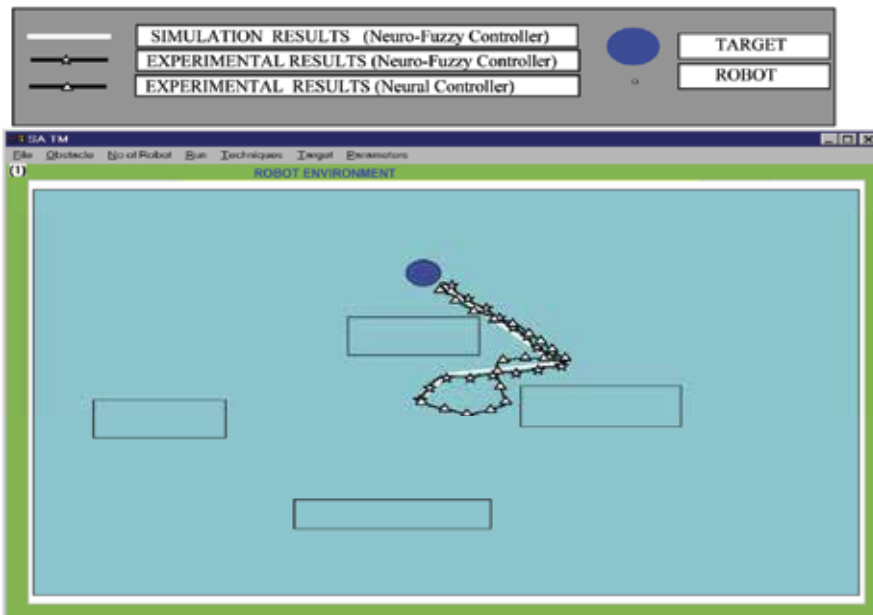 SIMULATION RESULTS (Neuro-Fuzzy Controller)
EXPERIMENTAL RESULTS (Neuro-Fuzzy Controller)
EXPERIMENTAL RESULTS (Neural Controller)
TARGET
ROBOT
SA TM
File Obstacle No of Robot Run Techniques Target Parameters
(1)
ROBOT ENVIRONMENT